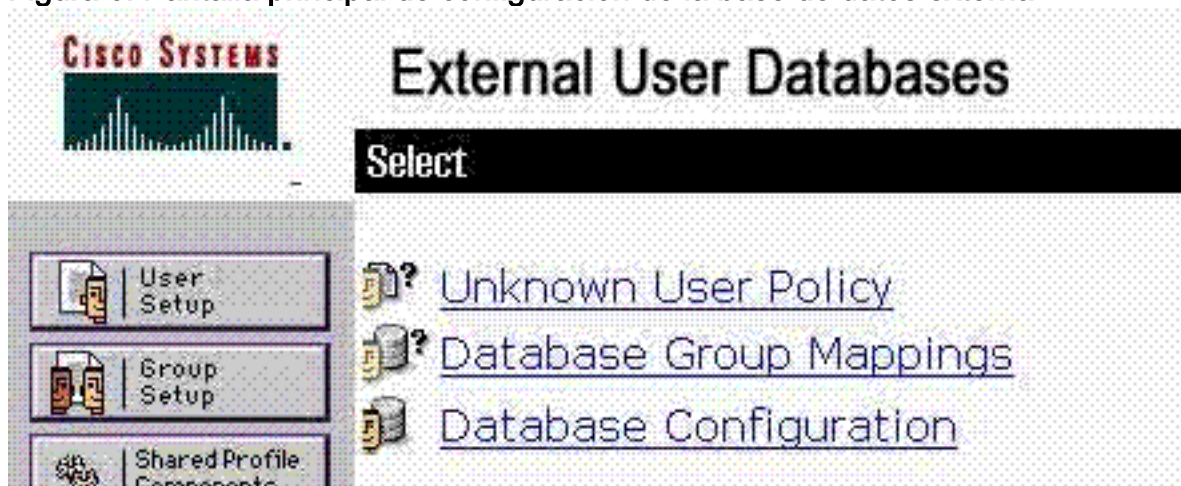 CISCO SYSTEMS
External User Databases
Select
User
Setup
Group
Setup
Shared Profile
Components
Unknown User Policy
Database Group Mappings
Database Configuration